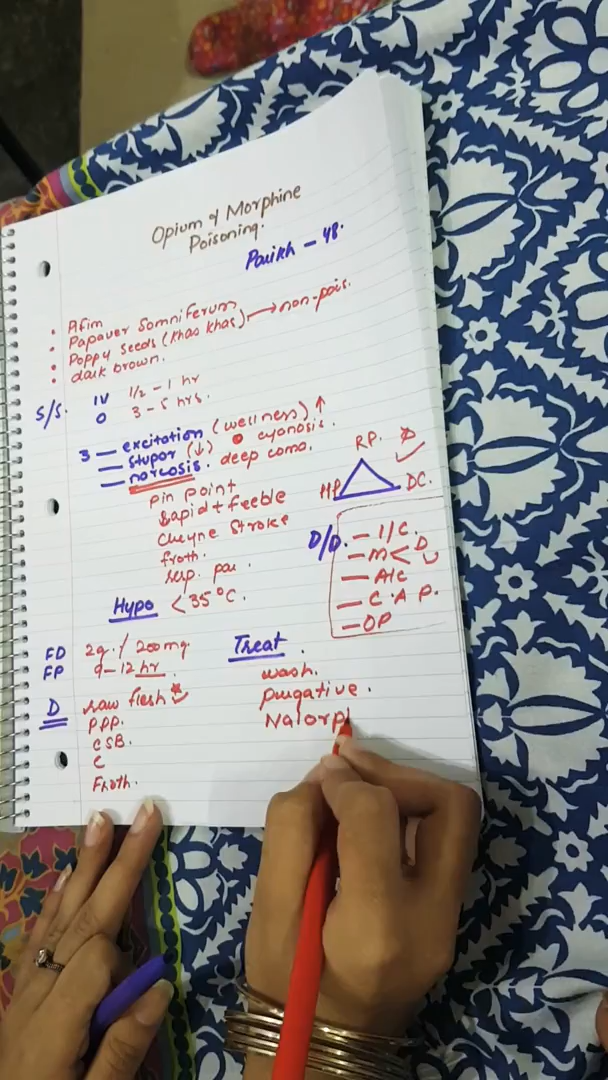 Opium & Morphine
Poisoning.
Parikh - 48.
• Afim
• Papaver Somniferum
• Poppy seeds (khas khas) → non-pois.
• dark brown.
S/S. IV 1/2 - 1 hr
O 3 - 5 hrs.
3 — excitation (wellness) ↑
— stupor (↓) cyanosis.
— narcosis. deep coma.
pin point
Rapid + feeble
Cheyne Stroke
froth.
resp. par.
Hypo < 35°C.
R.P.
HP DC.
D/D. — I/C.
— M < D
U
— A/C
— C. A P.
— OP
FD 2g. / 200mg
FP 9-12 hr.
D raw flesh
PPP.
CSB.
C
Froth.
Treat.
wash.
purgative.
Nalorp